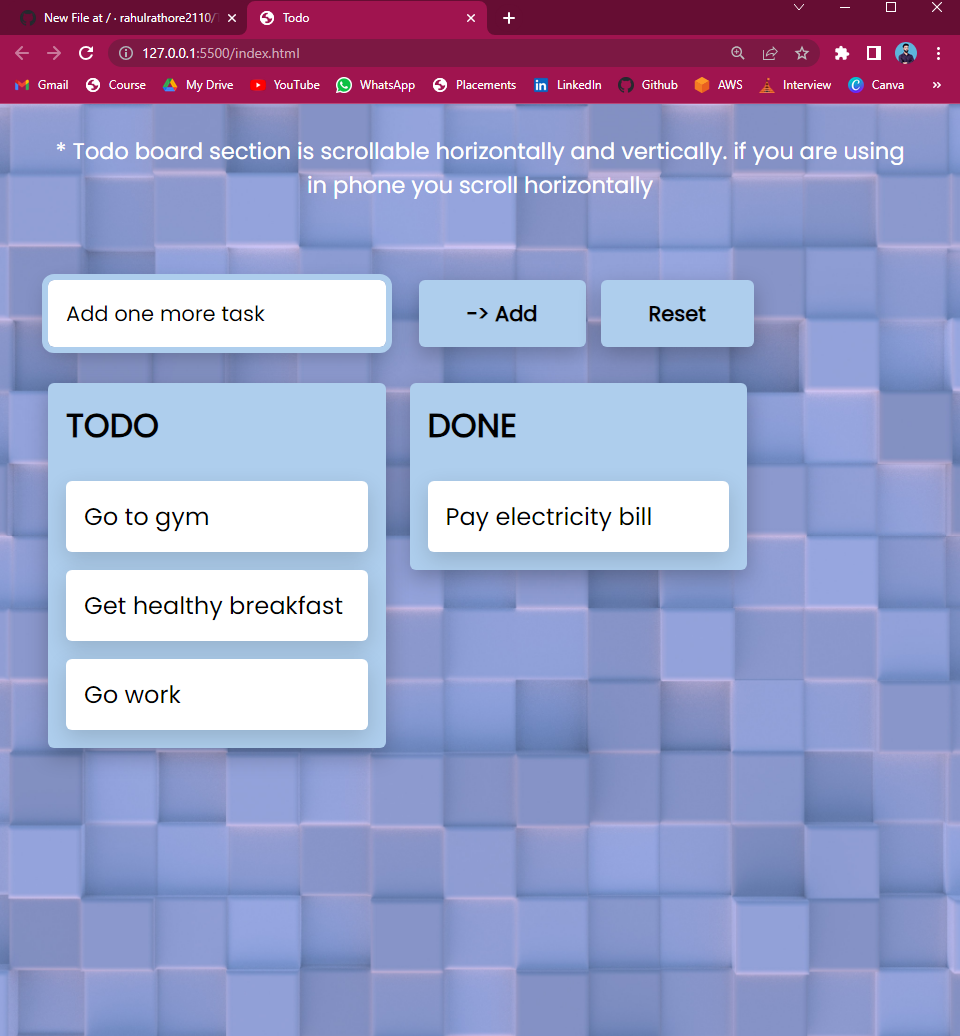 New File at / · rahulrathore2110/
Todo
127.0.0.1:5500/index.html
Gmail Course My Drive YouTube WhatsApp Placements LinkedIn Github AWS Interview Canva »
* Todo board section is scrollable horizontally and vertically. if you are using
in phone you scroll horizontally
Add one more task
-> Add
Reset
TODO
Go to gym
Get healthy breakfast
Go work
DONE
Pay electricity bill